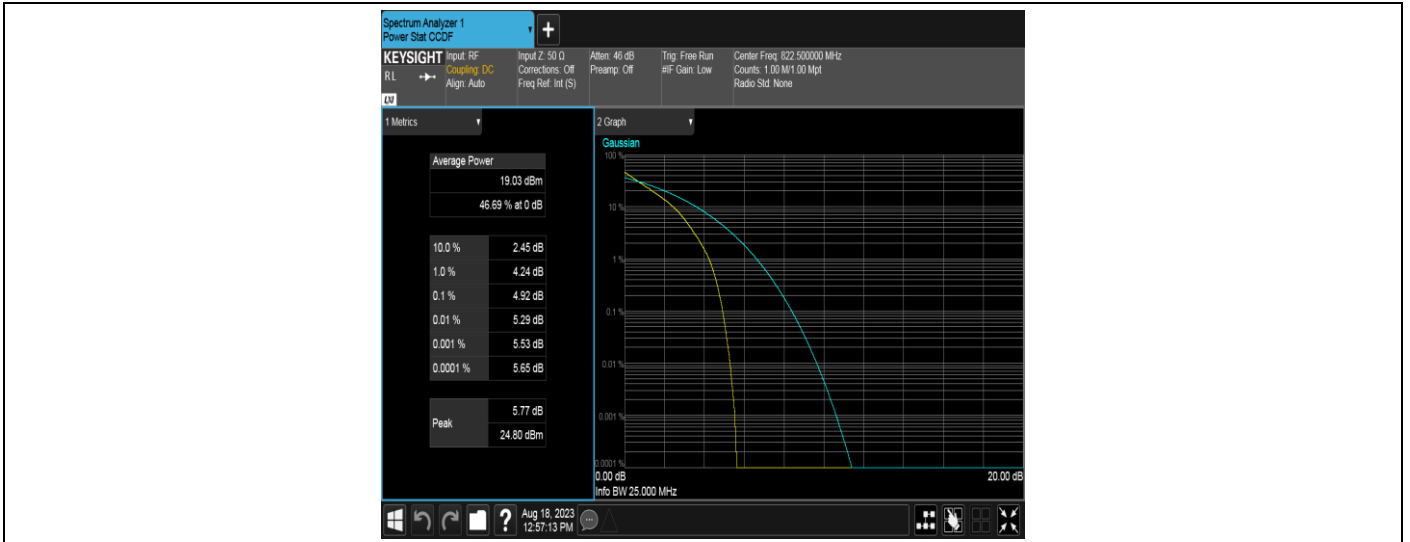 Spectrum Analyzer 1
Power Stat CCDF
+
KEYSIGHT
RL
LXI
Input: RF
Coupling: DC
Align: Auto
Input Z: 50 Ω
Corrections: Off
Freq Ref: Int (S)
Atten: 46 dB
Preamp: Off
Trig: Free Run
#IF Gain: Low
Center Freq: 822.500000 MHz
Counts: 1.00 M/1.00 Mpt
Radio Std: None
1 Metrics
Average Power
19.03 dBm
46.69 % at 0 dB
10.0 % 2.45 dB
1.0 % 4.24 dB
0.1 % 4.92 dB
0.01 % 5.29 dB
0.001 % 5.53 dB
0.0001 % 5.65 dB
Peak
5.77 dB
24.80 dBm
2 Graph
Gaussian
100 %
10 %
1 %
0.1 %
0.01 %
0.001 %
0.0001 %
0.00 dB 20.00 dB
Info BW 25.000 MHz
?
Aug 18, 2023
12:57:13 PM